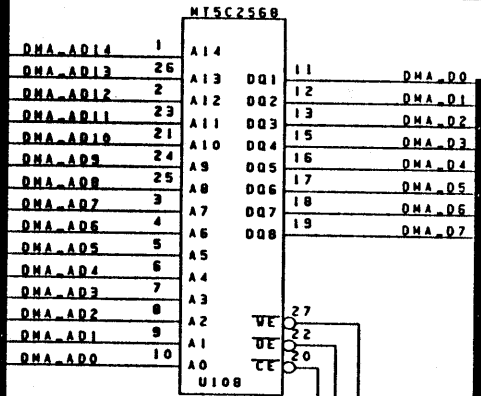 MT5C2568
DMA_AD14 1 A14
DMA_AD13 26 A13 DQ1 11 DMA_D0
DMA_AD12 2 A12 DQ2 12 DMA_D1
DMA_AD11 23 A11 DQ3 13 DMA_D2
DMA_AD10 21 A10 DQ4 15 DMA_D3
DMA_AD9 24 A9 DQ5 16 DMA_D4
DMA_AD8 25 A8 DQ6 17 DMA_D5
DMA_AD7 3 A7 DQ7 18 DMA_D6
DMA_AD6 4 A6 DQ8 19 DMA_D7
DMA_AD5 5 A5
DMA_AD4 6 A4
DMA_AD3 7 A3
DMA_AD2 8 A2 WE 27
DMA_AD1 9 A1 OE 22
DMA_AD0 10 A0 CE 20
U108